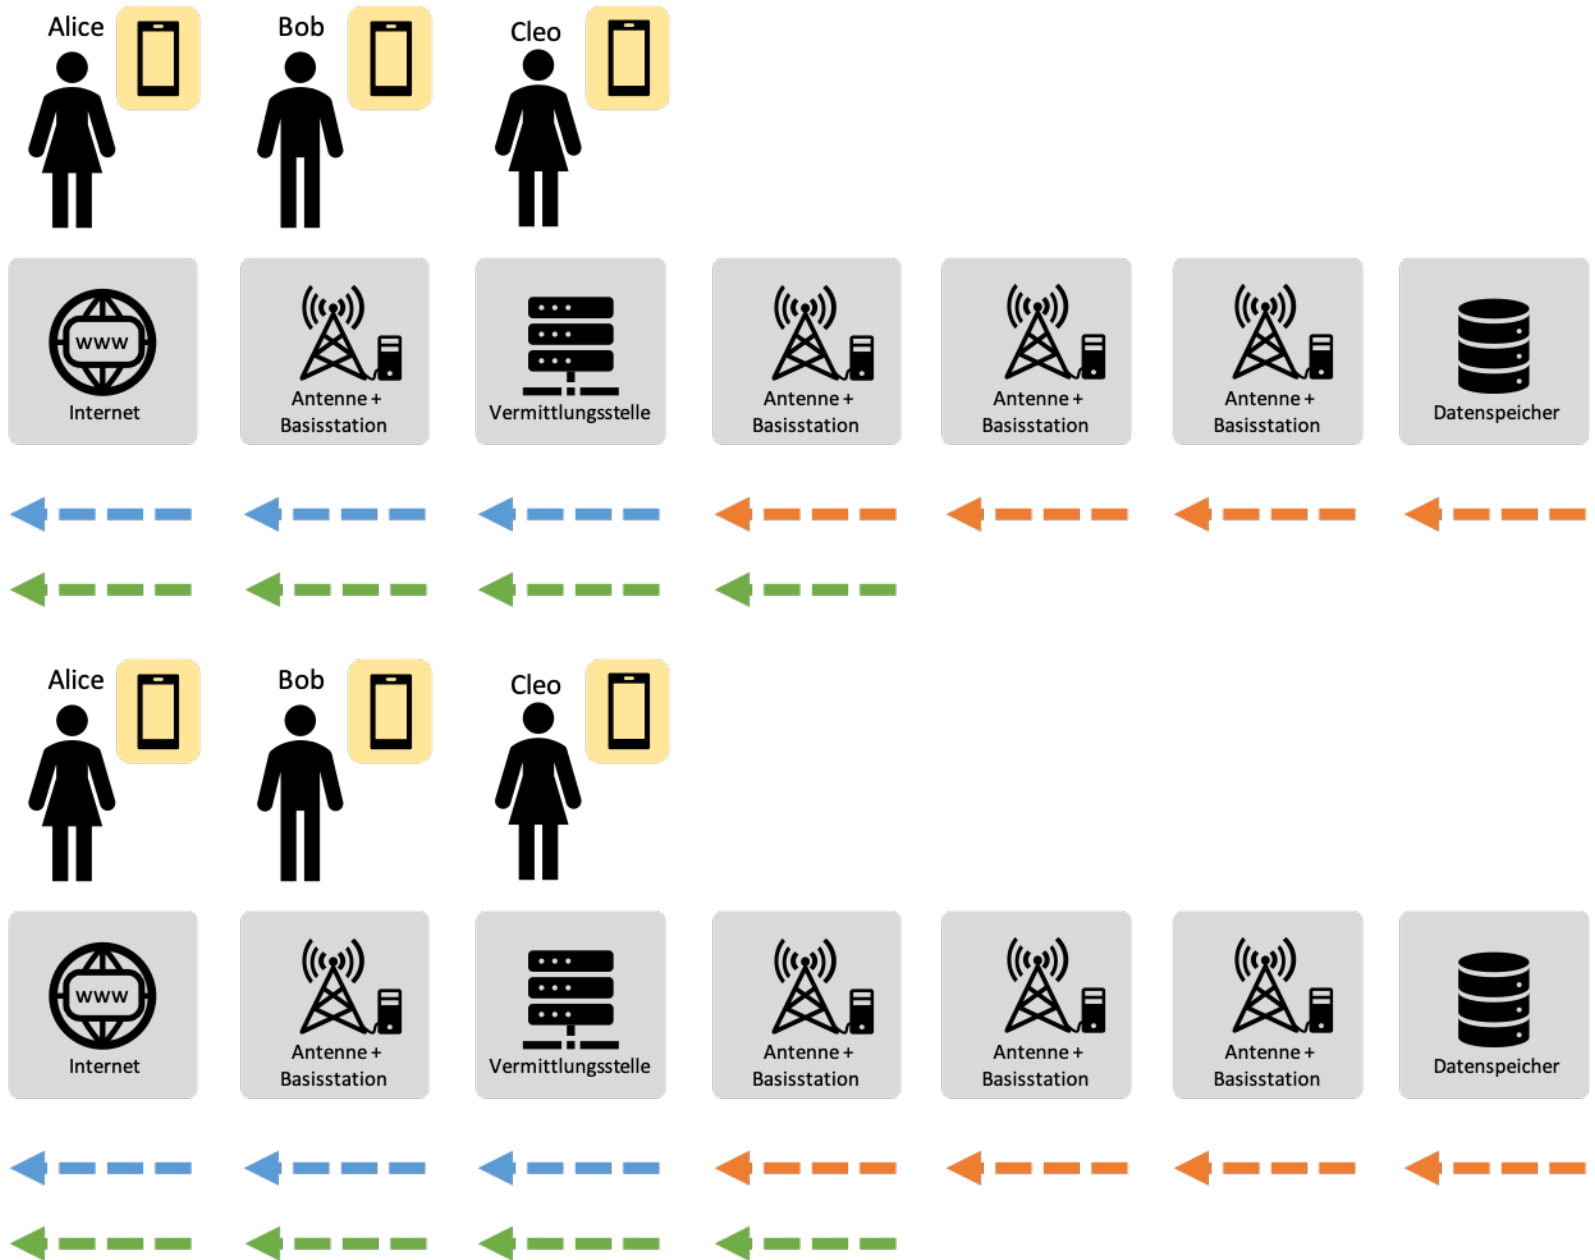 Alice
Bob
Cleo
www
Internet
Antenne +
Basisstation
Vermittlungsstelle
Antenne +
Basisstation
Antenne +
Basisstation
Antenne +
Basisstation
Datenspeicher
Alice
Bob
Cleo
www
Internet
Antenne +
Basisstation
Vermittlungsstelle
Antenne +
Basisstation
Antenne +
Basisstation
Antenne +
Basisstation
Datenspeicher